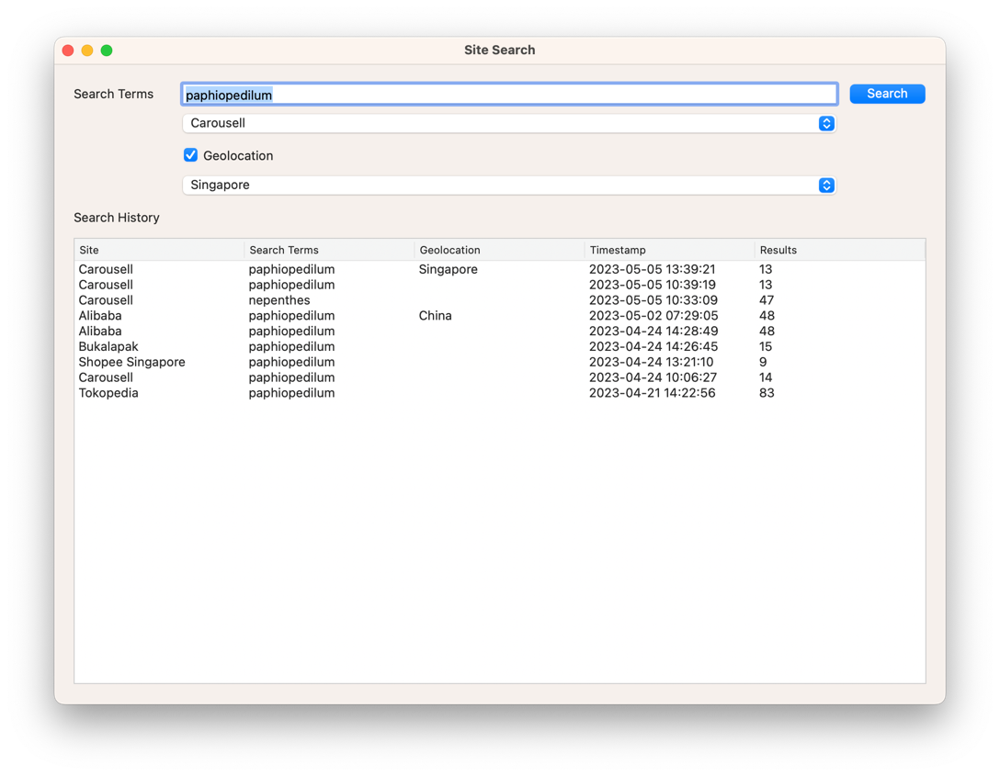 Site Search
Search Terms paphiopedilum Search
Carousell
Geolocation
Singapore
Search History
Site Search Terms Geolocation Timestamp Results
Carousell paphiopedilum Singapore 2023-05-05 13:39:21 13
Carousell paphiopedilum 2023-05-05 10:39:19 13
Carousell nepenthes 2023-05-05 10:33:09 47
Alibaba paphiopedilum China 2023-05-02 07:29:05 48
Alibaba paphiopedilum 2023-04-24 14:28:49 48
Bukalapak paphiopedilum 2023-04-24 14:26:45 15
Shopee Singapore paphiopedilum 2023-04-24 13:21:10 9
Carousell paphiopedilum 2023-04-24 10:06:27 14
Tokopedia paphiopedilum 2023-04-21 14:22:56 83